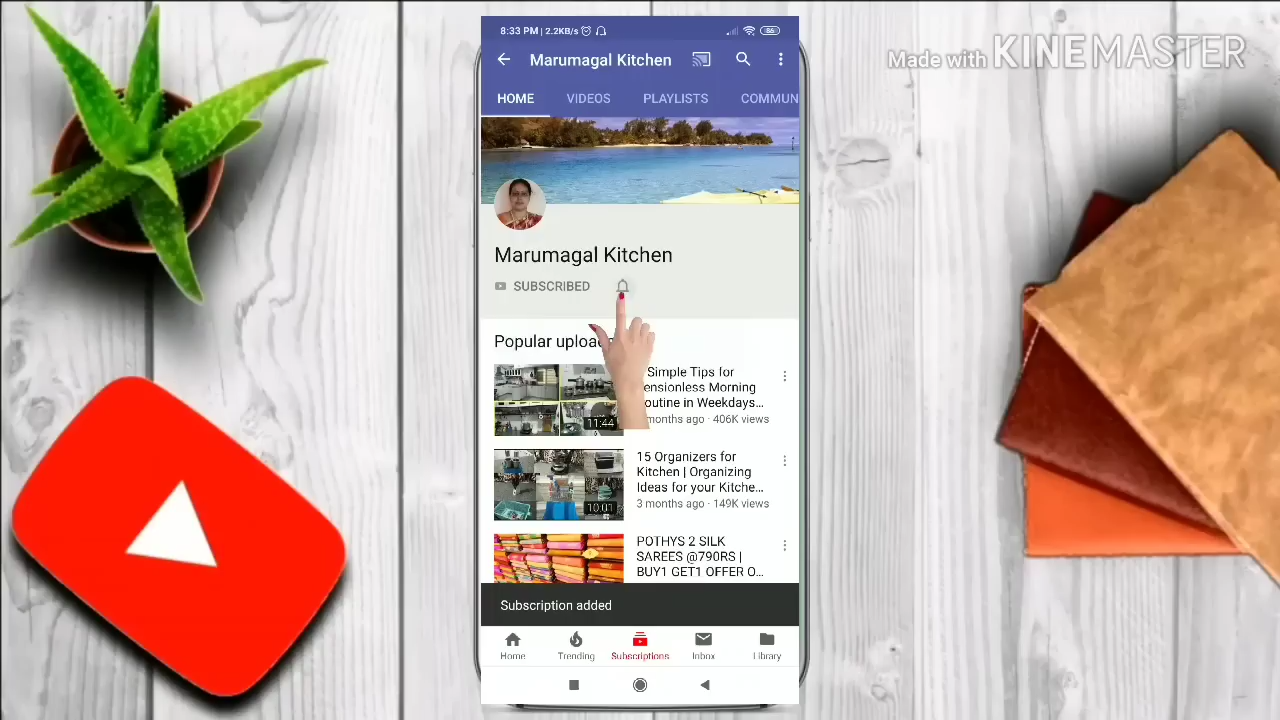 8:33 PM | 2.2KB/s
86
Made with KINEMASTER
Marumagal Kitchen
HOME VIDEOS PLAYLISTS COMMUN
Marumagal Kitchen
SUBSCRIBED
Popular uploa
Simple Tips for
ensionless Morning
outine in Weekdays...
months ago · 406K views
11:44
15 Organizers for
Kitchen | Organizing
Ideas for your Kitche...
3 months ago · 149K views
10:01
POTHYS 2 SILK
SAREES @790RS |
BUY1 GET1 OFFER O...
Subscription added
Home Trending Subscriptions Inbox Library